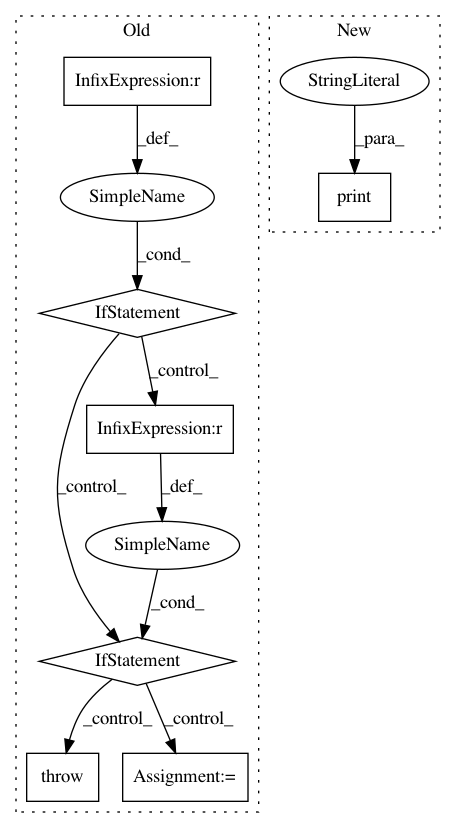 Old
New
InfixExpression:r
StringLiteral
_def_
_para_
SimpleName
print
_cond_
IfStatement
_control_
InfixExpression:r
_control_
_def_
SimpleName
_cond_
IfStatement
_control_
_control_
throw
Assignment:=